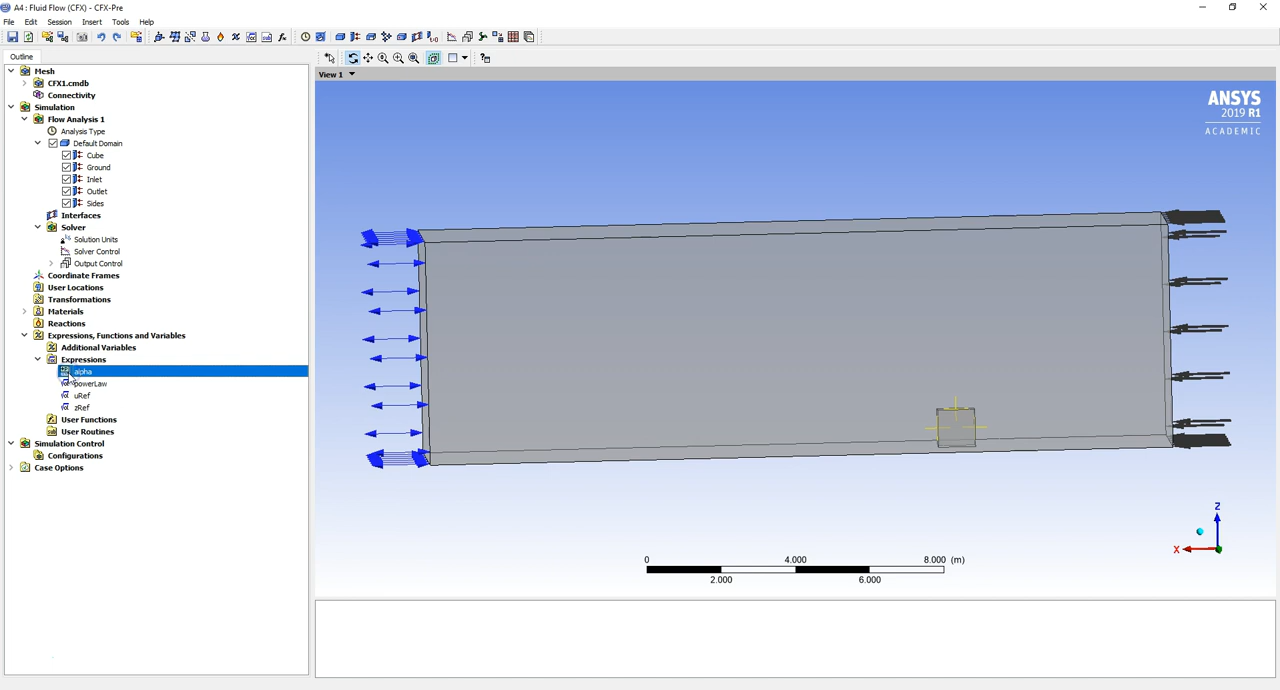 A4 : Fluid Flow (CFX) - CFX-Pre
File Edit Session Insert Tools Help
Outline
Mesh
CFX1.cmdb
Connectivity
Simulation
Flow Analysis 1
Analysis Type
Default Domain
Cube
Ground
Inlet
Outlet
Sides
Interfaces
Solver
Solution Units
Solver Control
Output Control
Coordinate Frames
User Locations
Transformations
Materials
Reactions
Expressions, Functions and Variables
Additional Variables
Expressions
alpha
powerLaw
uRef
zRef
User Functions
User Routines
Simulation Control
Configurations
Case Options
View 1
ANSYS
2019 R1
ACADEMIC
Z
X
0 4.000 8.000 (m)
2.000 6.000